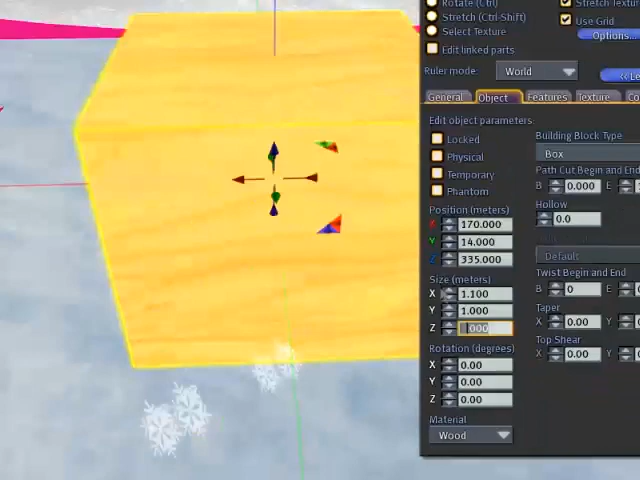 Rotate (Ctrl)
Stretch Textur
Stretch (Ctrl-Shift)
Use Grid
Select Texture
Options...
Edit linked parts
Ruler mode:
World
<< Le
General
Object
Features
Texture
Co
Edit object parameters
Locked
Building Block Type
Physical
Box
Temporary
Path Cut Begin and End
Phantom
B
0.000
E
Position (meters)
Hollow
X
170.000
0.0
Y
14.000
Z
335.000
Default
Size (meters)
Twist Begin and End
X
1.100
B
0
E
Y
1.000
Taper
Z
000
X
0.00
Y
Rotation (degrees)
Top Shear
X
0.00
X
0.00
Y
Y
0.00
Z
0.00
Material
Wood